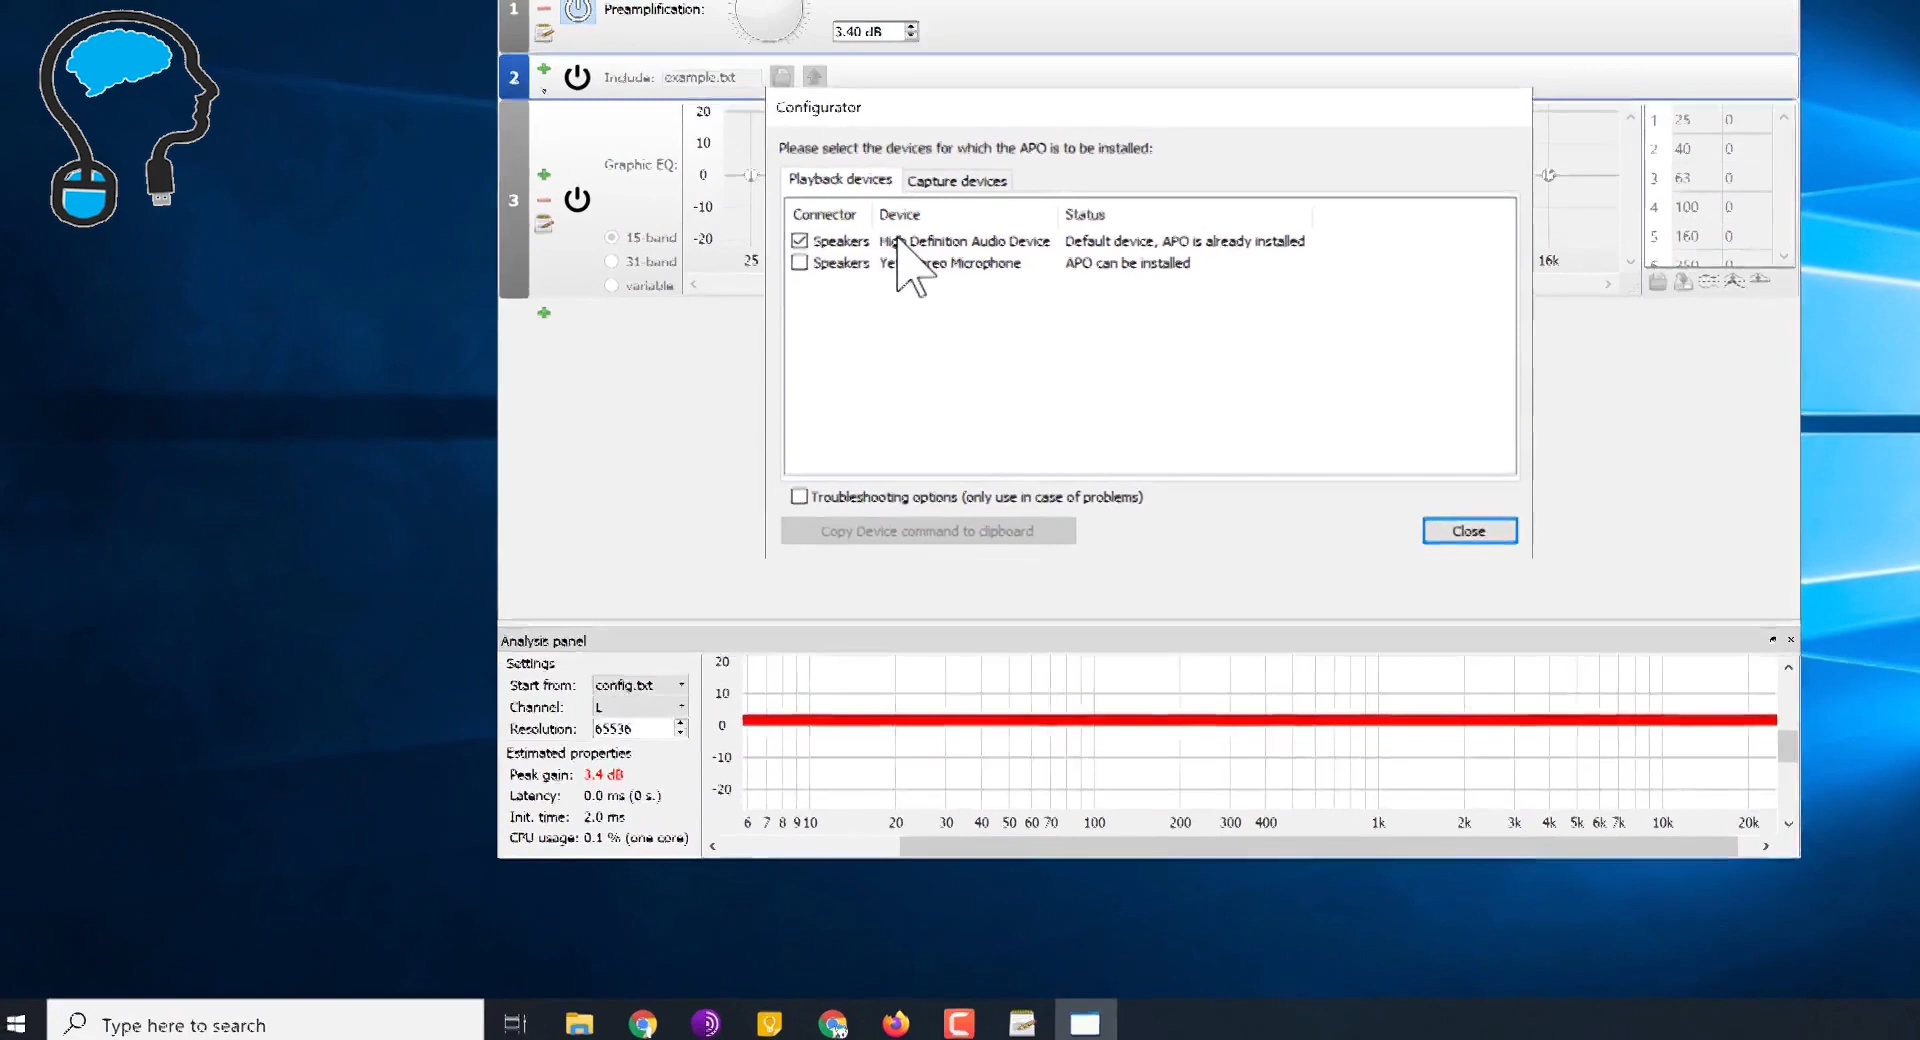 1 Preamplification:
3.40 dB
2 Include: example.txt
Configurator
Please select the devices for which the APO is to be installed:
Playback devices Capture devices
Connector Device Status
Speakers High Definition Audio Device Default device, APO is already installed
Speakers Microphone APO can be installed
Troubleshooting options (only use in case of problems)
Copy Device command to clipboard
Close
3
Graphic EQ:
15-band
31-band
variable
20
10
0
-10
-20
25
16k
1 25 0
2 40 0
3 63 0
4 100 0
5 160 0
6 250 0
Analysis panel
Settings
Start from: config.txt
Channel: L
Resolution: 65536
Estimated properties
Peak gain: 3.4 dB
Latency: 0.0 ms (0 s.)
Init. time: 2.0 ms
CPU usage: 0.1 % (one core)
20
10
0
-10
-20
6 7 8 9 10 20 30 40 50 60 70 100 200 300 400 1k 2k 3k 4k 5k 6k 7k 10k 20k
Type here to search